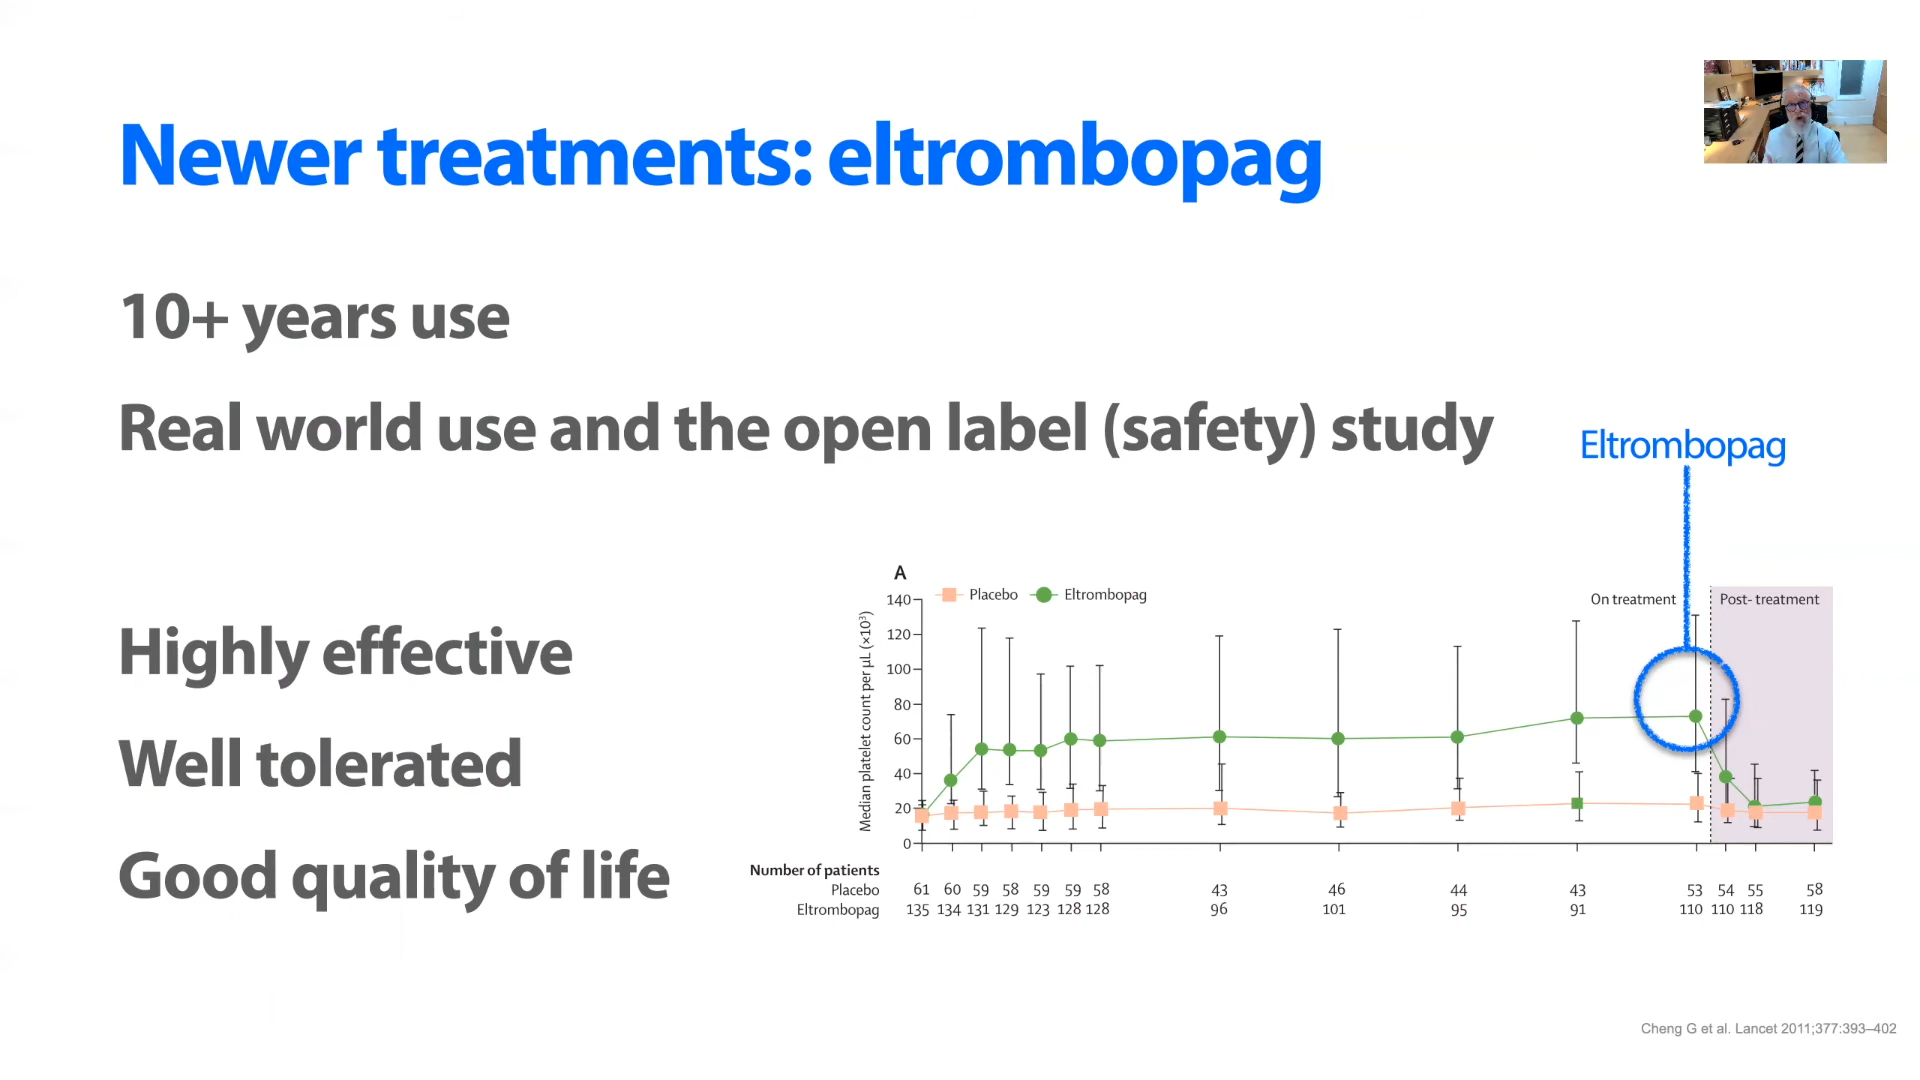 Newer treatments: eltrombopag
10+ years use
Real world use and the open label (safety) study
Eltrombopag
Highly effective
Well tolerated
Good quality of life
A
Placebo Eltrombopag
On treatment Post- treatment
Median platelet count per µL (×10³)
140
120
100
80
60
40
20
0
Number of patients
Placebo 61 60 59 58 59 59 58 43 46 44 43 53 54 55 58
Eltrombopag 135 134 131 129 123 128 128 96 101 95 91 110 110 118 119
Cheng G et al. Lancet 2011;377:393–402